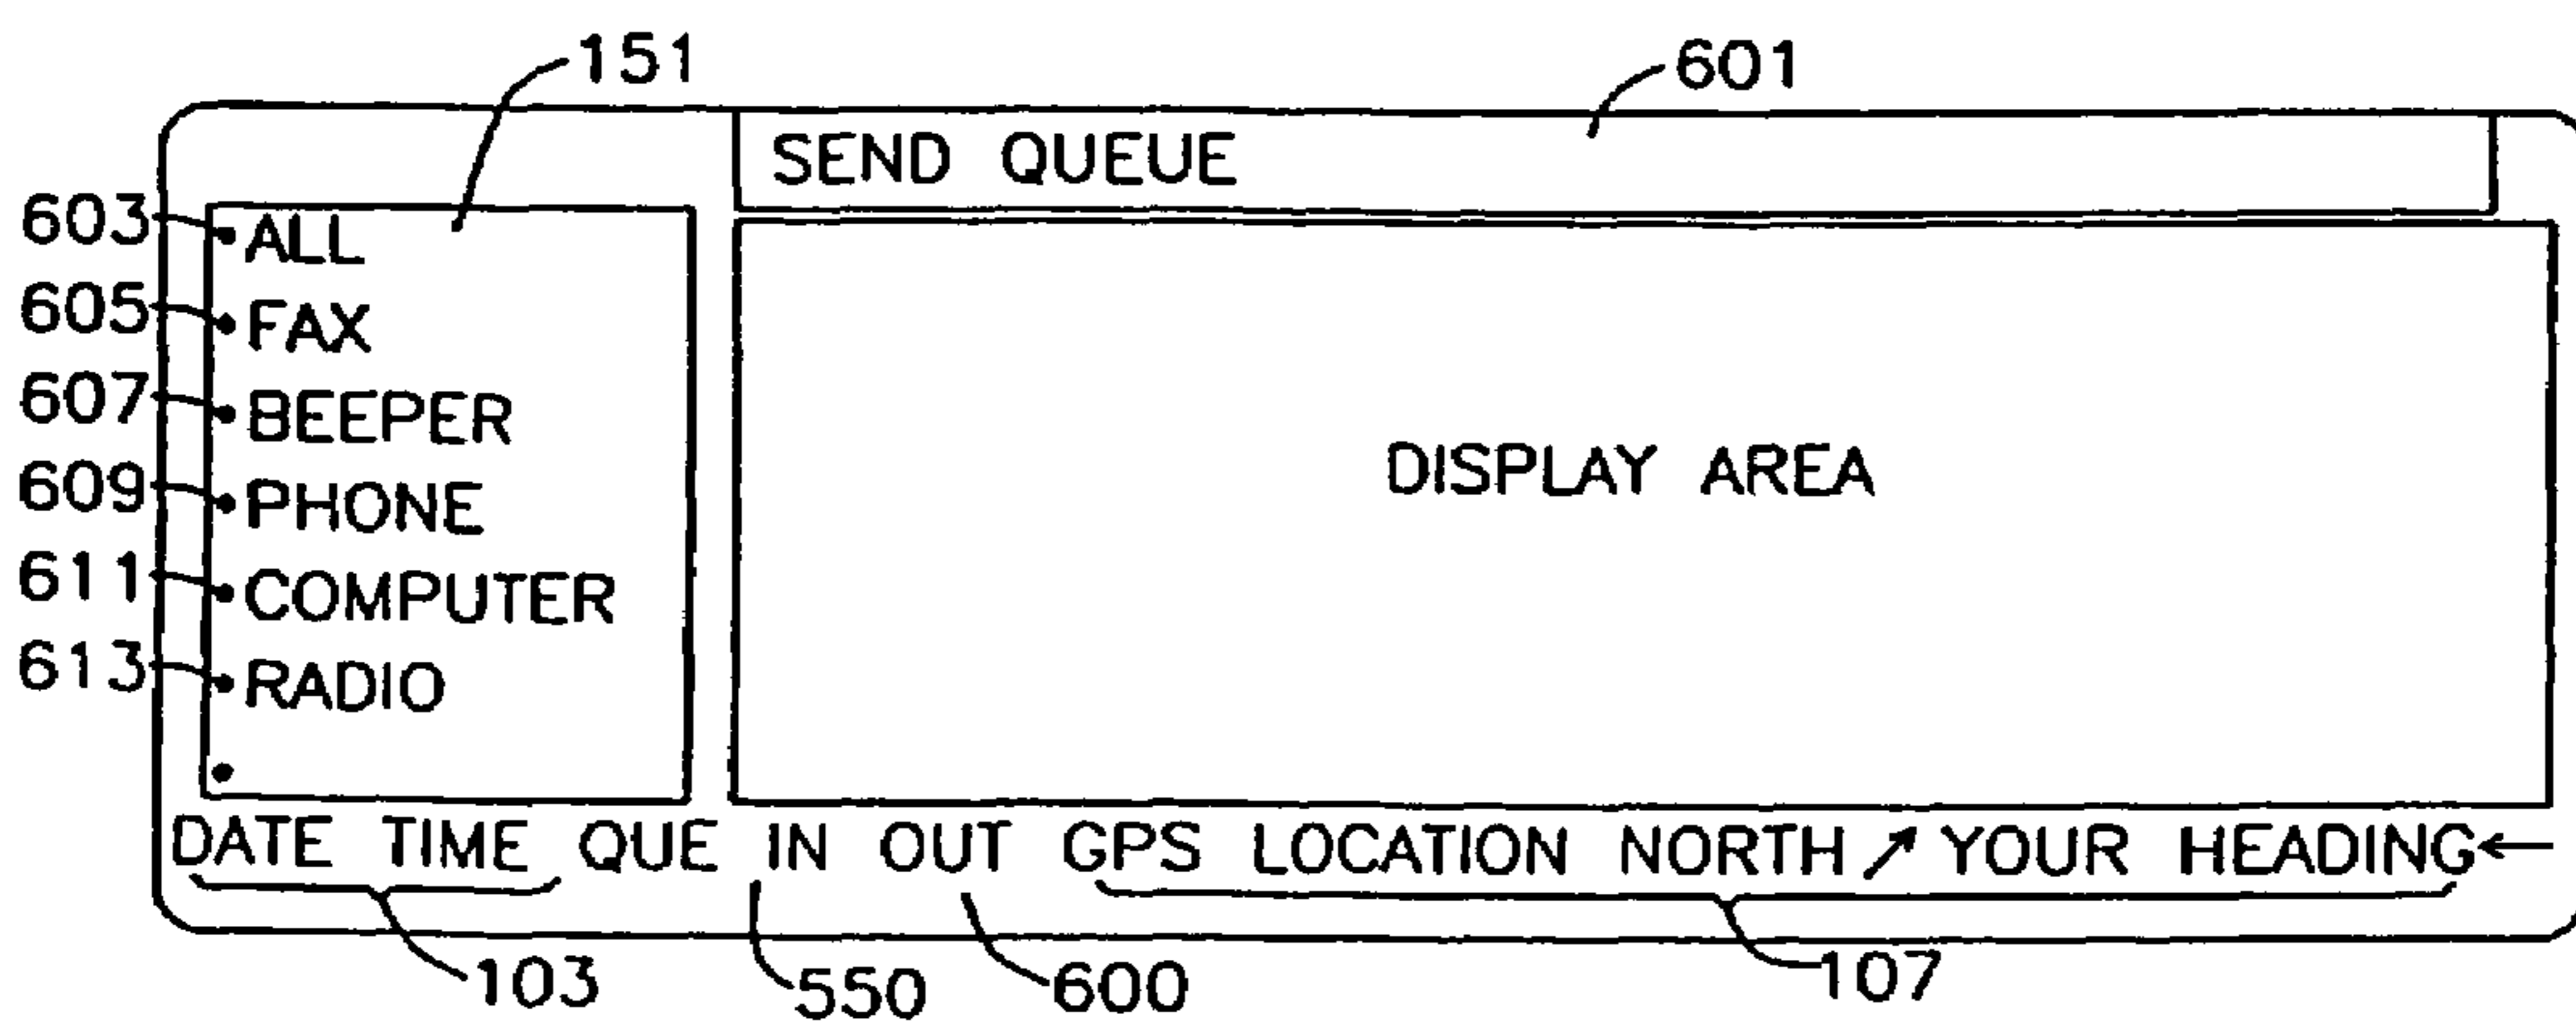 151
601
SEND QUEUE
603 ALL
605 FAX
607 BEEPER
609 PHONE
611 COMPUTER
613 RADIO
DISPLAY AREA
DATE TIME QUE IN OUT GPS LOCATION NORTH↗YOUR HEADING←
103
550
600
107